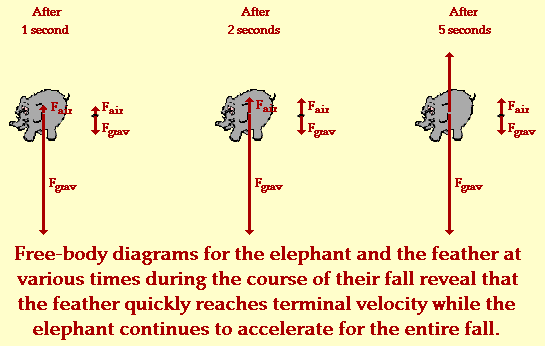 After After After
1 second 2 seconds 5 seconds
Fair Fair Fair Fair Fair
Fgrav Fgrav Fgrav
Fgrav Fgrav Fgrav
Free-body diagrams for the elephant and the feather at
various times during the course of their fall reveal that
the feather quickly reaches terminal velocity while the
elephant continues to accelerate for the entire fall.